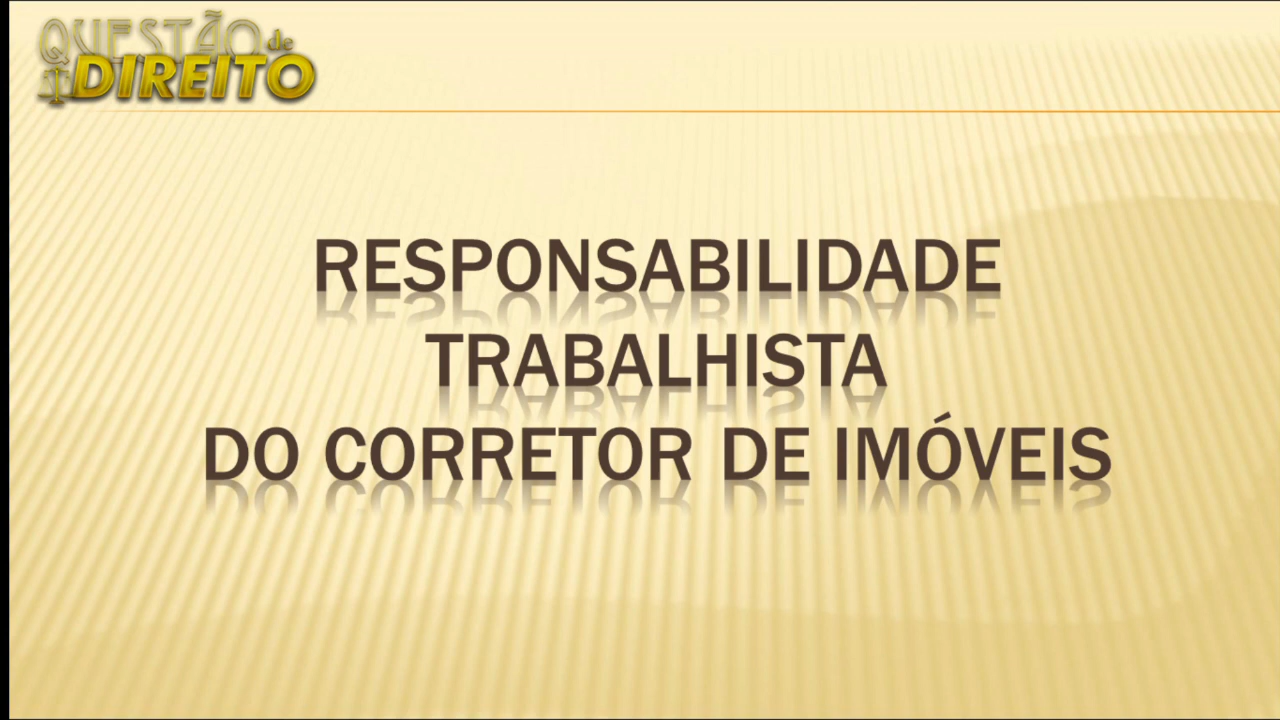 QUESTÃO de
DIREITO
RESPONSABILIDADE
TRABALHISTA
DO CORRETOR DE IMÓVEIS